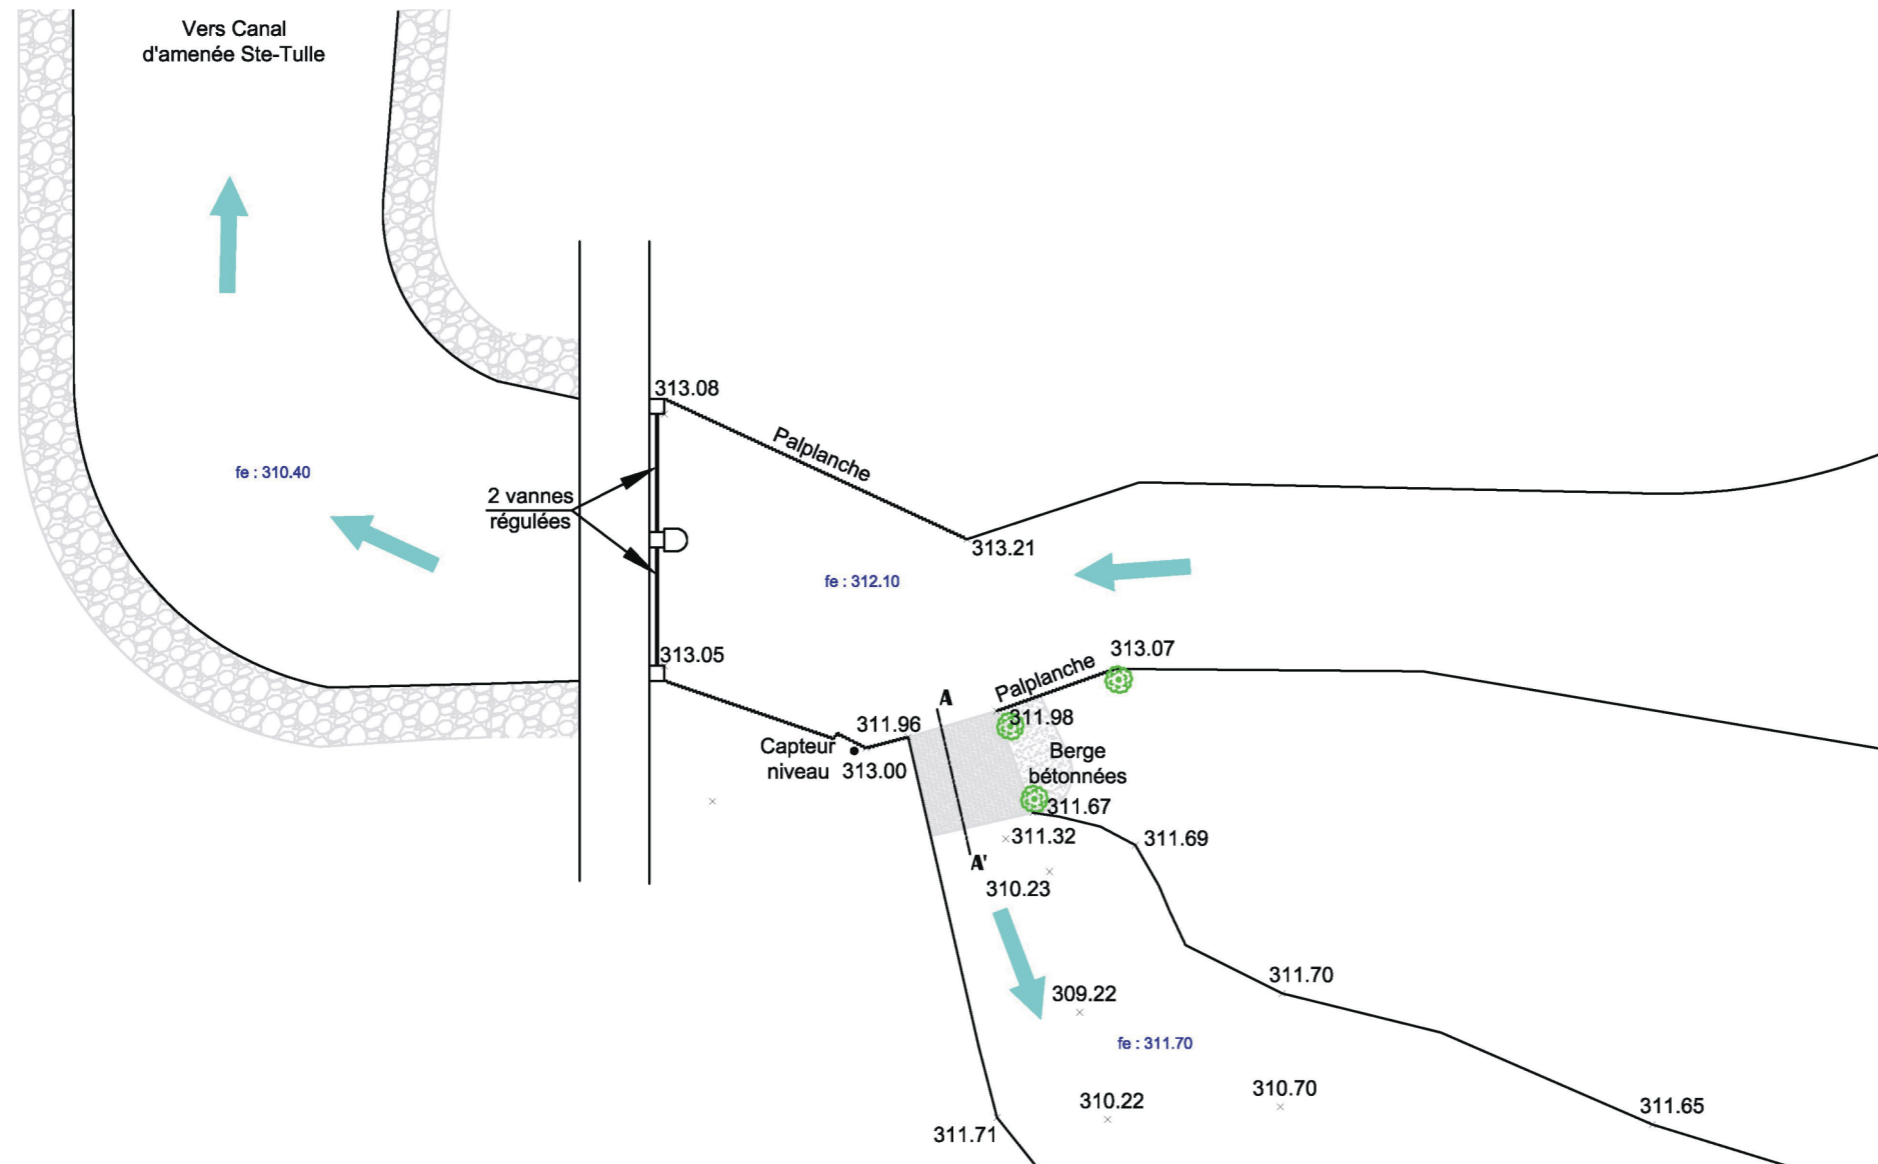 Vers Canal
d'amenée Ste-Tulle
313.08
Palplanche
fe : 310.40
2 vannes
régulées
313.21
fe : 312.10
313.05
313.07
Palplanche
A
311.96
311.98
Capteur
niveau
313.00
Berge
bétonnées
311.67
311.32
311.69
A'
310.23
311.70
309.22
fe : 311.70
310.70
310.22
311.65
311.71